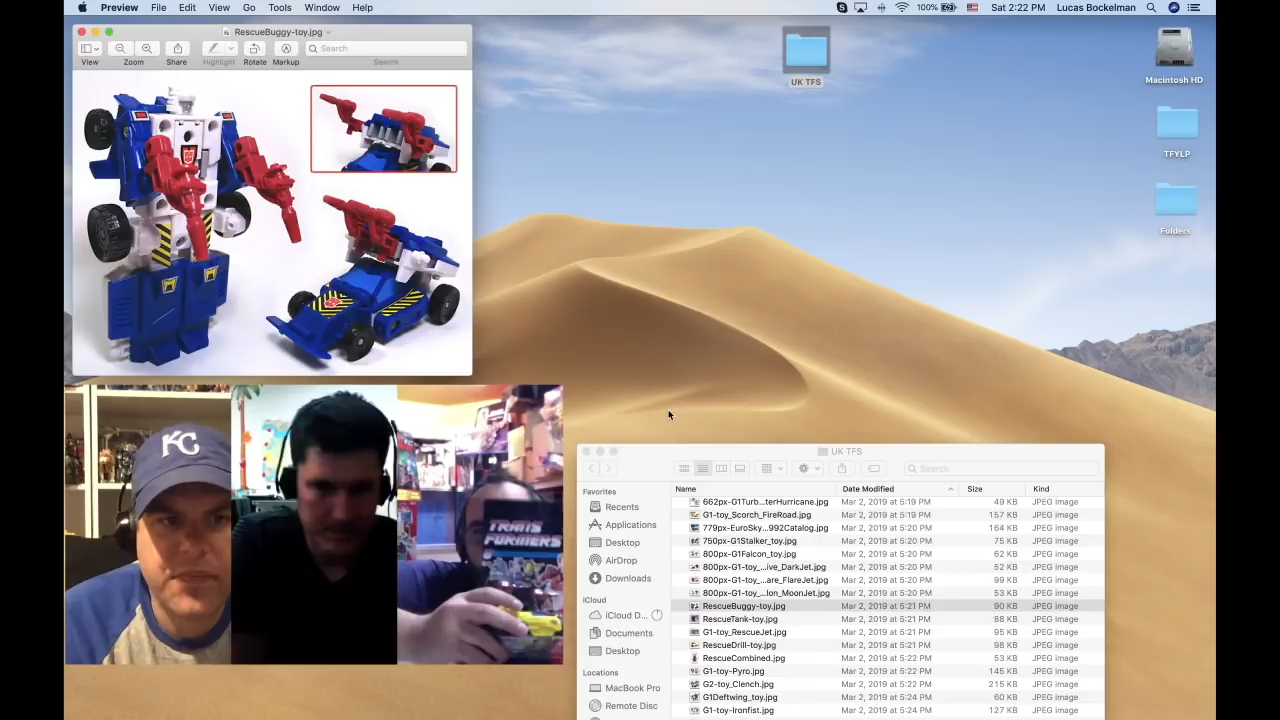 Preview File Edit View Go Tools Window Help 100% Sat 2:22 PM Lucas Bockelman
RescueBuggy-toy.jpg
Search
View Zoom Share Highlight Rotate Markup Search
UK TFS
Macintosh HD
TFYLP
Folders
KC
TRANSFORMERS
UK TFS
Search
Favorites
Recents
Applications
Desktop
AirDrop
Downloads
iCloud
iCloud D...
Documents
Desktop
Locations
MacBook Pro
Remote Disc
Name Date Modified Size Kind
662px-G1Turb...terHurricane.jpg Mar 2, 2019 at 5:19 PM 49 KB JPEG image
G1-toy_Scorch_FireRoad.jpg Mar 2, 2019 at 5:19 PM 157 KB JPEG image
779px-EuroSky...992Catalog.jpg Mar 2, 2019 at 5:20 PM 164 KB JPEG image
750px-G1Stalker_toy.jpg Mar 2, 2019 at 5:20 PM 75 KB JPEG image
800px-G1Falcon_toy.jpg Mar 2, 2019 at 5:20 PM 62 KB JPEG image
800px-G1-toy_...ive_DarkJet.jpg Mar 2, 2019 at 5:20 PM 52 KB JPEG image
800px-G1-toy_...are_FlareJet.jpg Mar 2, 2019 at 5:20 PM 99 KB JPEG image
800px-G1-toy_...lon_MoonJet.jpg Mar 2, 2019 at 5:20 PM 53 KB JPEG image
RescueBuggy-toy.jpg Mar 2, 2019 at 5:21 PM 90 KB JPEG image
RescueTank-toy.jpg Mar 2, 2019 at 5:21 PM 88 KB JPEG image
G1-toy_RescueJet.jpg Mar 2, 2019 at 5:21 PM 95 KB JPEG image
RescueDrill-toy.jpg Mar 2, 2019 at 5:21 PM 98 KB JPEG image
RescueCombined.jpg Mar 2, 2019 at 5:22 PM 53 KB JPEG image
G1-toy-Pyro.jpg Mar 2, 2019 at 5:22 PM 145 KB JPEG image
G2-toy_Clench.jpg Mar 2, 2019 at 5:22 PM 215 KB JPEG image
G1Deftwing_toy.jpg Mar 2, 2019 at 5:24 PM 60 KB JPEG image
G1-toy-Ironfist.jpg Mar 2, 2019 at 5:24 PM 127 KB JPEG image